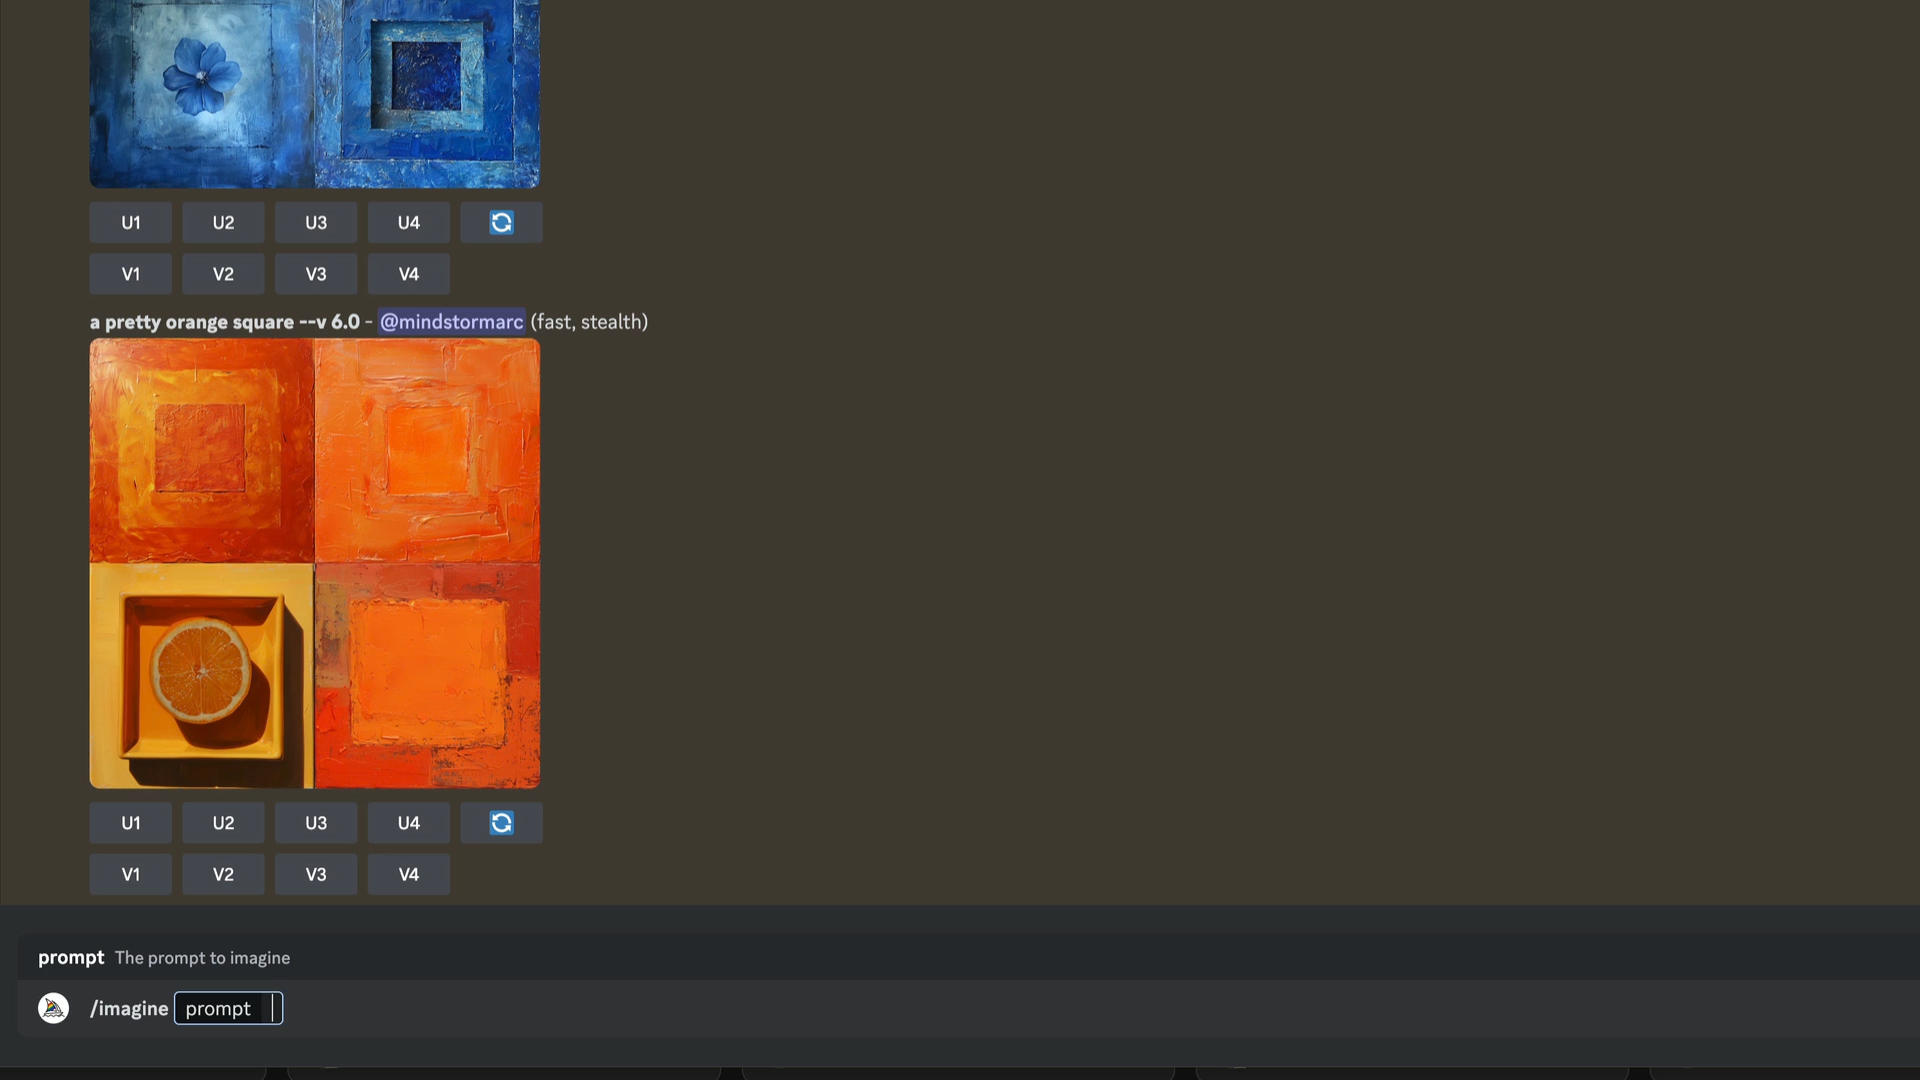 U1 U2 U3 U4
V1 V2 V3 V4
a pretty orange square --v 6.0 - @mindstormarc (fast, stealth)
U1 U2 U3 U4
V1 V2 V3 V4
prompt The prompt to imagine
/imagine prompt